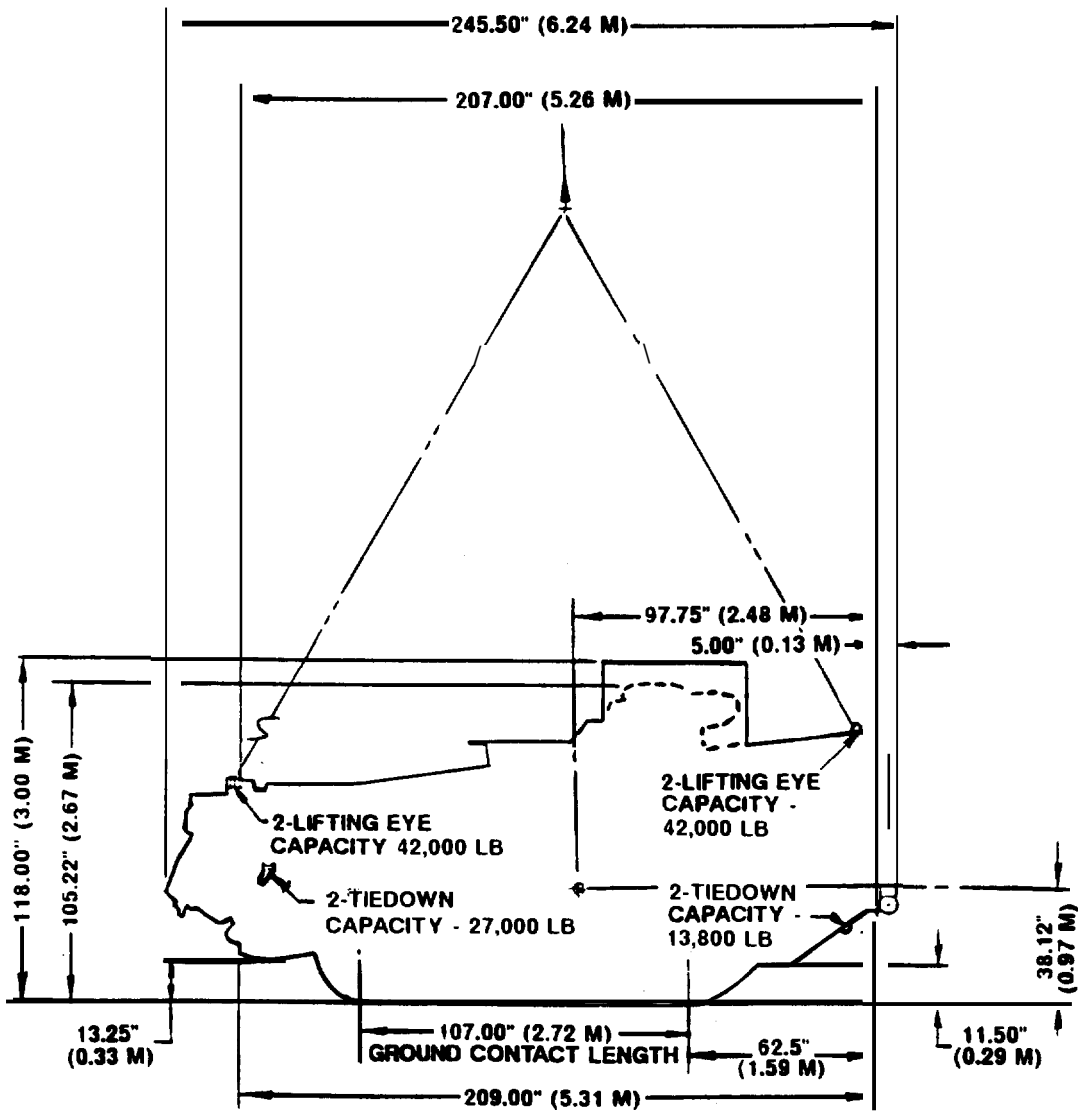 245.50" (6.24 M)
207.00" (5.26 M)
97.75" (2.48 M)
5.00" (0.13 M)
118.00" (3.00 M)
105.22" (2.67 M)
2-LIFTING EYE
CAPACITY 42,000 LB
2-LIFTING EYE
CAPACITY -
42,000 LB
2-TIEDOWN
CAPACITY - 27,000 LB
2-TIEDOWN
CAPACITY -
13,800 LB
38.12"
(0.97 M)
13.25"
(0.33 M)
107.00" (2.72 M)
GROUND CONTACT LENGTH
62.5"
(1.59 M)
11.50"
(0.29 M)
209.00" (5.31 M)